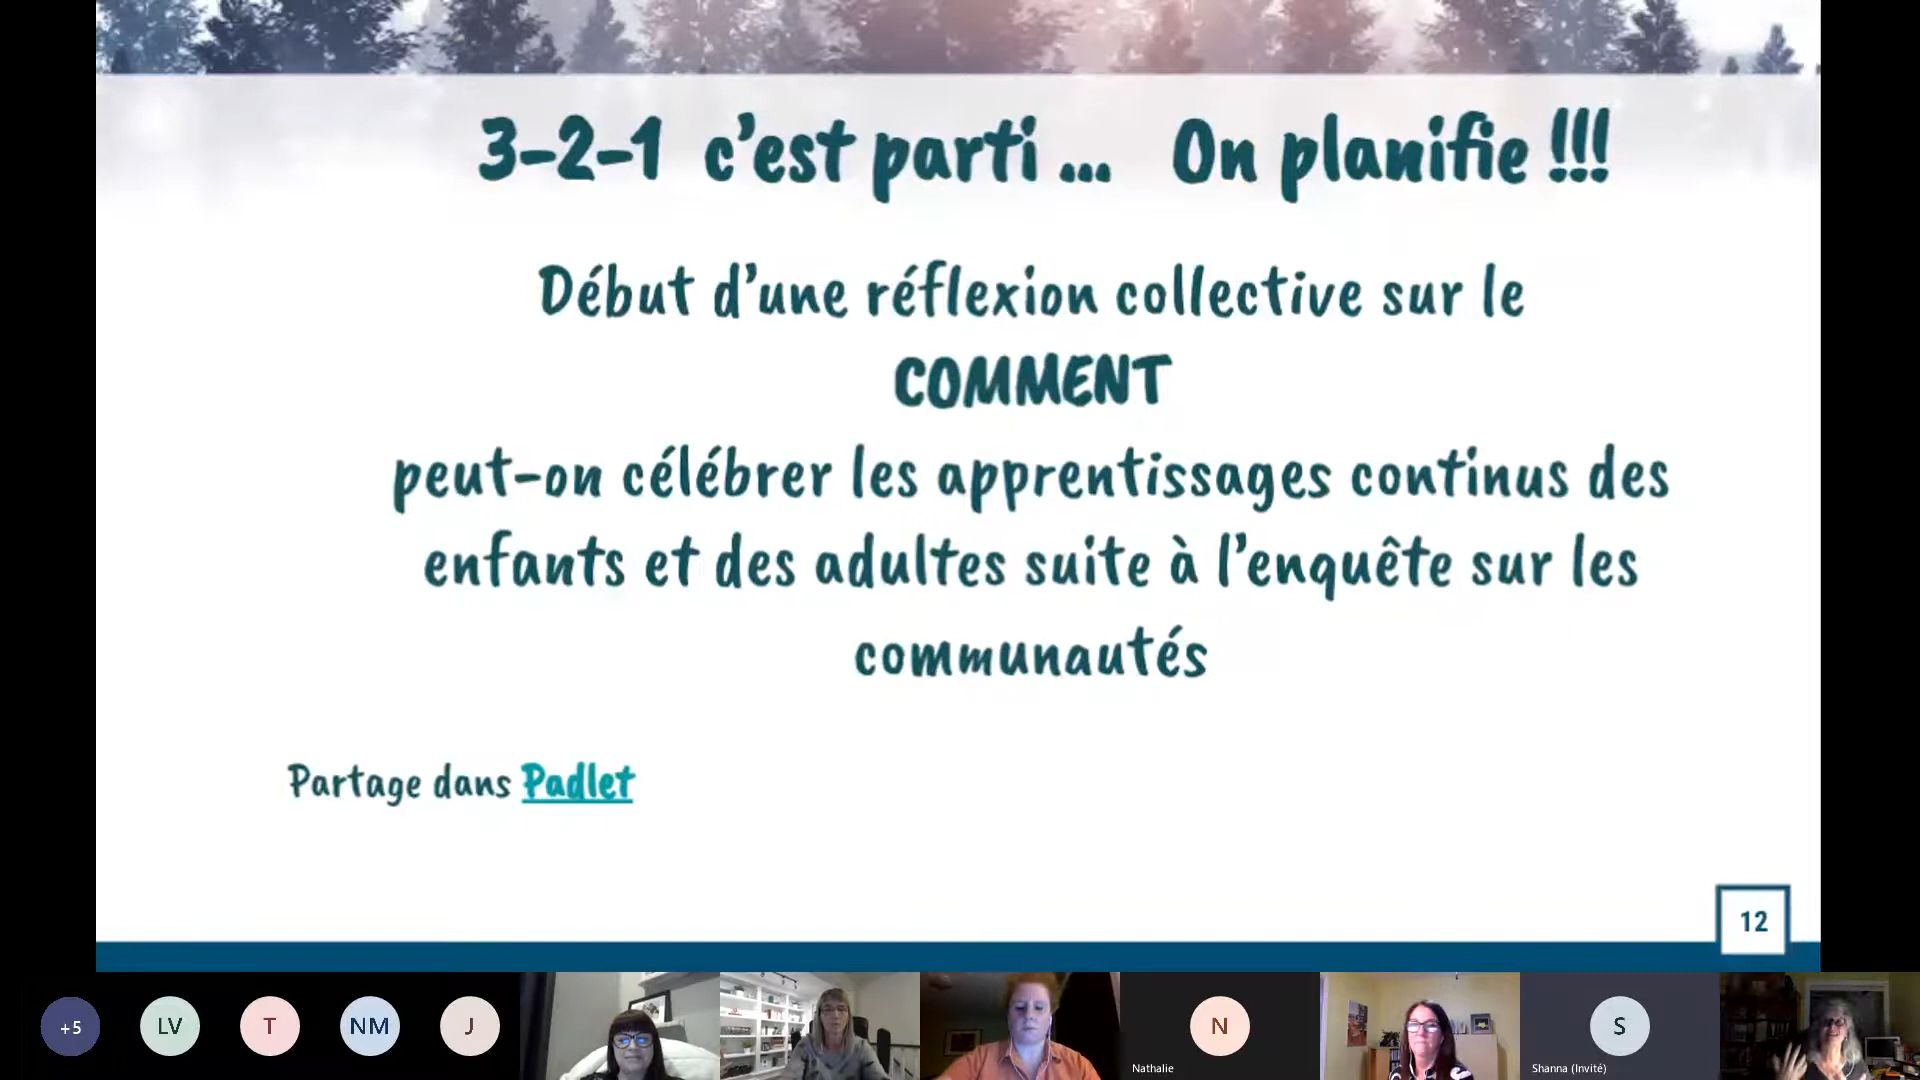 3-2-1 c'est parti ... On planifie !!!
Début d'une réflexion collective sur le
COMMENT
peut-on célébrer les apprentissages continus des
enfants et des adultes suite à l'enquête sur les
communautés
Partage dans Padlet
12
+5
LV
T
NM
J
N
Nathalie
S
Shanna (Invité)